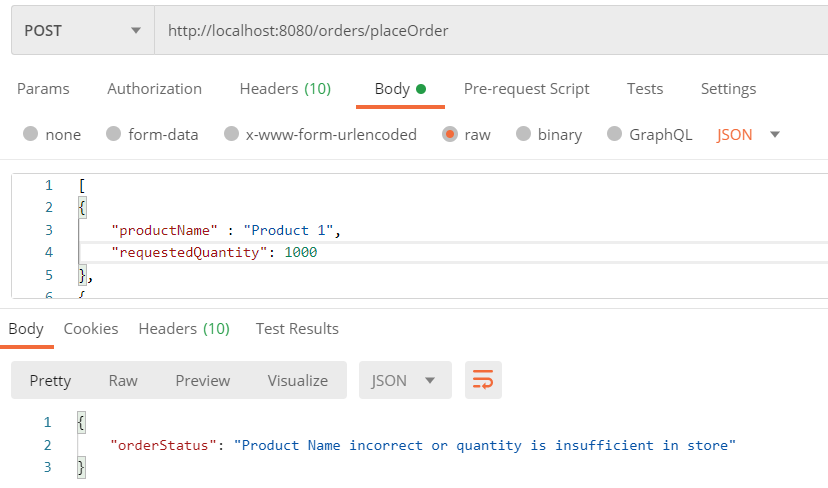 POST http://localhost:8080/orders/placeOrder
Params Authorization Headers (10) Body Pre-request Script Tests Settings
none form-data x-www-form-urlencoded raw binary GraphQL JSON
1 [
2 {
3 "productName" : "Product 1",
4 "requestedQuantity": 1000
5 },
6 {
Body Cookies Headers (10) Test Results
Pretty Raw Preview Visualize JSON
1 {
2 "orderStatus": "Product Name incorrect or quantity is insufficient in store"
3 }